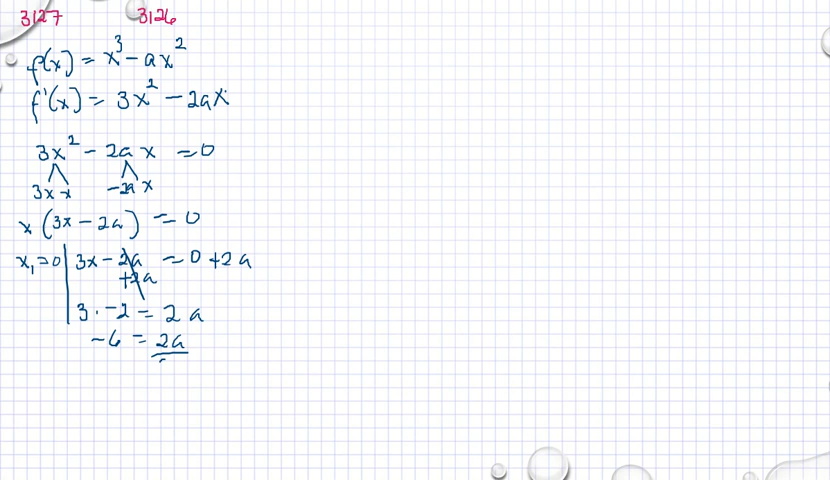 3127 3126
f(x) = x³ - ax²
f'(x) = 3x² - 2ax
3x² - 2ax = 0
3x x -2a x
x(3x - 2a) = 0
x₁=0 | 3x - 2a = 0 + 2a
+2a
3 · -2 = 2a
-6 = 2a